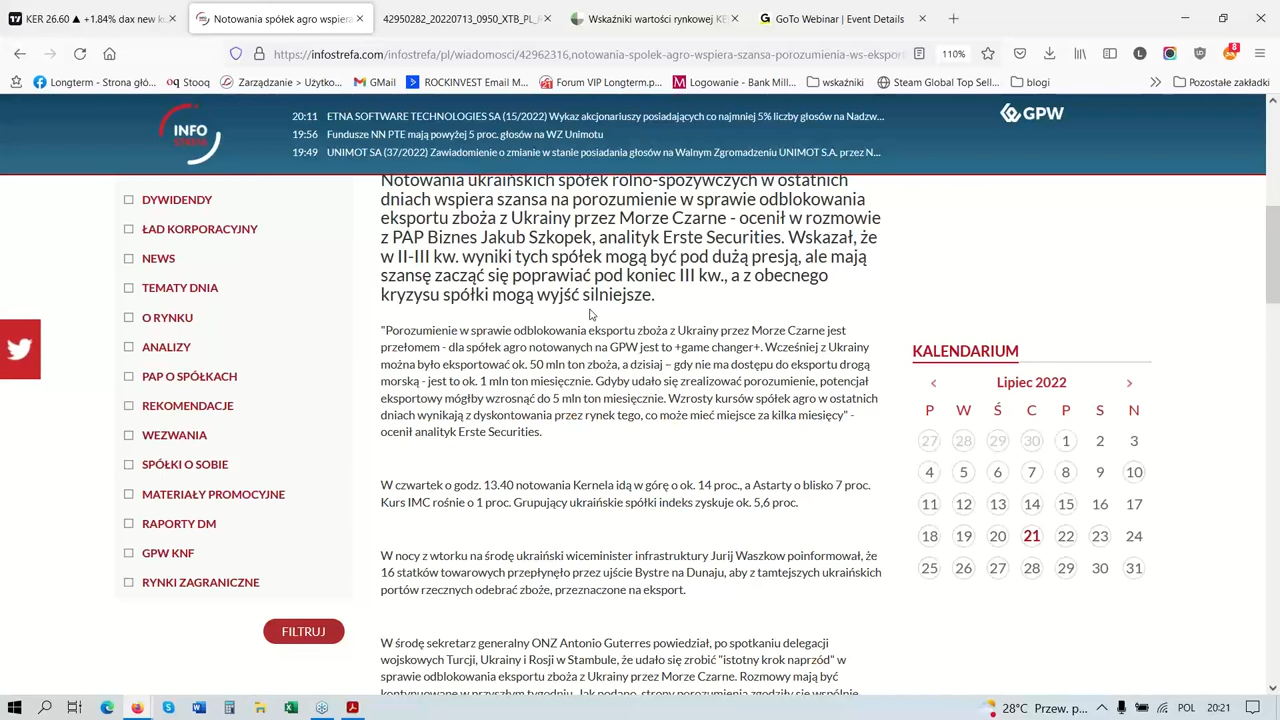 KER 26.60 ▲ +1.84% dax new ko
Notowania spółek agro wspiera
42950282_20220713_0950_XTB_PL_R
Wskaźniki wartości rynkowej KE
GoTo Webinar | Event Details
https://infostrefa.com/infostrefa/pl/wiadomosci/42962316,notowania-spolek-agro-wspiera-szansa-porozumienia-ws-ekspor
110%
8
Longterm - Strona głó...
Stooq
Zarządzanie > Użytko...
GMail
ROCKINVEST Email M...
Forum VIP Longterm.p...
Logowanie - Bank Mill...
wskaźniki
Steam Global Top Sell...
blogi
Pozostałe zakładki
INFO
STREFA
20:11 ETNA SOFTWARE TECHNOLOGIES SA (15/2022) Wykaz akcjonariuszy posiadających co najmniej 5% liczby głosów na Nadzw...
19:56 Fundusze NN PTE mają powyżej 5 proc. głosów na WZ Unimotu
19:49 UNIMOT SA (37/2022) Zawiadomienie o zmianie w stanie posiadania głosów na Walnym Zgromadzeniu UNIMOT S.A. przez N...
GPW
DYWIDENDY
ŁAD KORPORACYJNY
NEWS
TEMATY DNIA
O RYNKU
ANALIZY
PAP O SPÓŁKACH
REKOMENDACJE
WEZWANIA
SPÓŁKI O SOBIE
MATERIAŁY PROMOCYJNE
RAPORTY DM
GPW KNF
RYNKI ZAGRANICZNE
FILTRUJ
Notowania ukraińskich spółek rolno-spożywczych w ostatnich
dniach wspiera szansa na porozumienie w sprawie odblokowania
eksportu zboża z Ukrainy przez Morze Czarne - ocenił w rozmowie
z PAP Biznes Jakub Szkopek, analityk Erste Securities. Wskazał, że
w II-III kw. wyniki tych spółek mogą być pod dużą presją, ale mają
szansę zacząć się poprawiać pod koniec III kw., a z obecnego
kryzysu spółki mogą wyjść silniejsze.
"Porozumienie w sprawie odblokowania eksportu zboża z Ukrainy przez Morze Czarne jest
przełomem - dla spółek agro notowanych na GPW jest to +game changer+. Wcześniej z Ukrainy
można było eksportować ok. 50 mln ton zboża, a dzisiaj – gdy nie ma dostępu do eksportu drogą
morską - jest to ok. 1 mln ton miesięcznie. Gdyby udało się zrealizować porozumienie, potencjał
eksportowy mógłby wzrosnąć do 5 mln ton miesięcznie. Wzrosty kursów spółek agro w ostatnich
dniach wynikają z dyskontowania przez rynek tego, co może mieć miejsce za kilka miesięcy" -
ocenił analityk Erste Securities.
W czwartek o godz. 13.40 notowania Kernela idą w górę o ok. 14 proc., a Astarty o blisko 7 proc.
Kurs IMC rośnie o 1 proc. Grupujący ukraińskie spółki indeks zyskuje ok. 5,6 proc.
W nocy z wtorku na środę ukraiński wiceminister infrastruktury Jurij Waszkow poinformował, że
16 statków towarowych przepłynęło przez ujście Bystre na Dunaju, aby z tamtejszych ukraińskich
portów rzecznych odebrać zboże, przeznaczone na eksport.
W środę sekretarz generalny ONZ Antonio Guterres powiedział, po spotkaniu delegacji
wojskowych Turcji, Ukrainy i Rosji w Stambule, że udało się zrobić "istotny krok naprzód" w
sprawie odblokowania eksportu zboża z Ukrainy przez Morze Czarne. Rozmowy mają być
kontynuowane w przyszłym tygodniu. Jak podano, strony porozumienia zgodziły się wspólnie
KALENDARIUM
< Lipiec 2022 >
P W Ś C P S N
27 28 29 30 1 2 3
4 5 6 7 8 9 10
11 12 13 14 15 16 17
18 19 20 21 22 23 24
25 26 27 28 29 30 31
28°C Przew. p...
POL
20:21